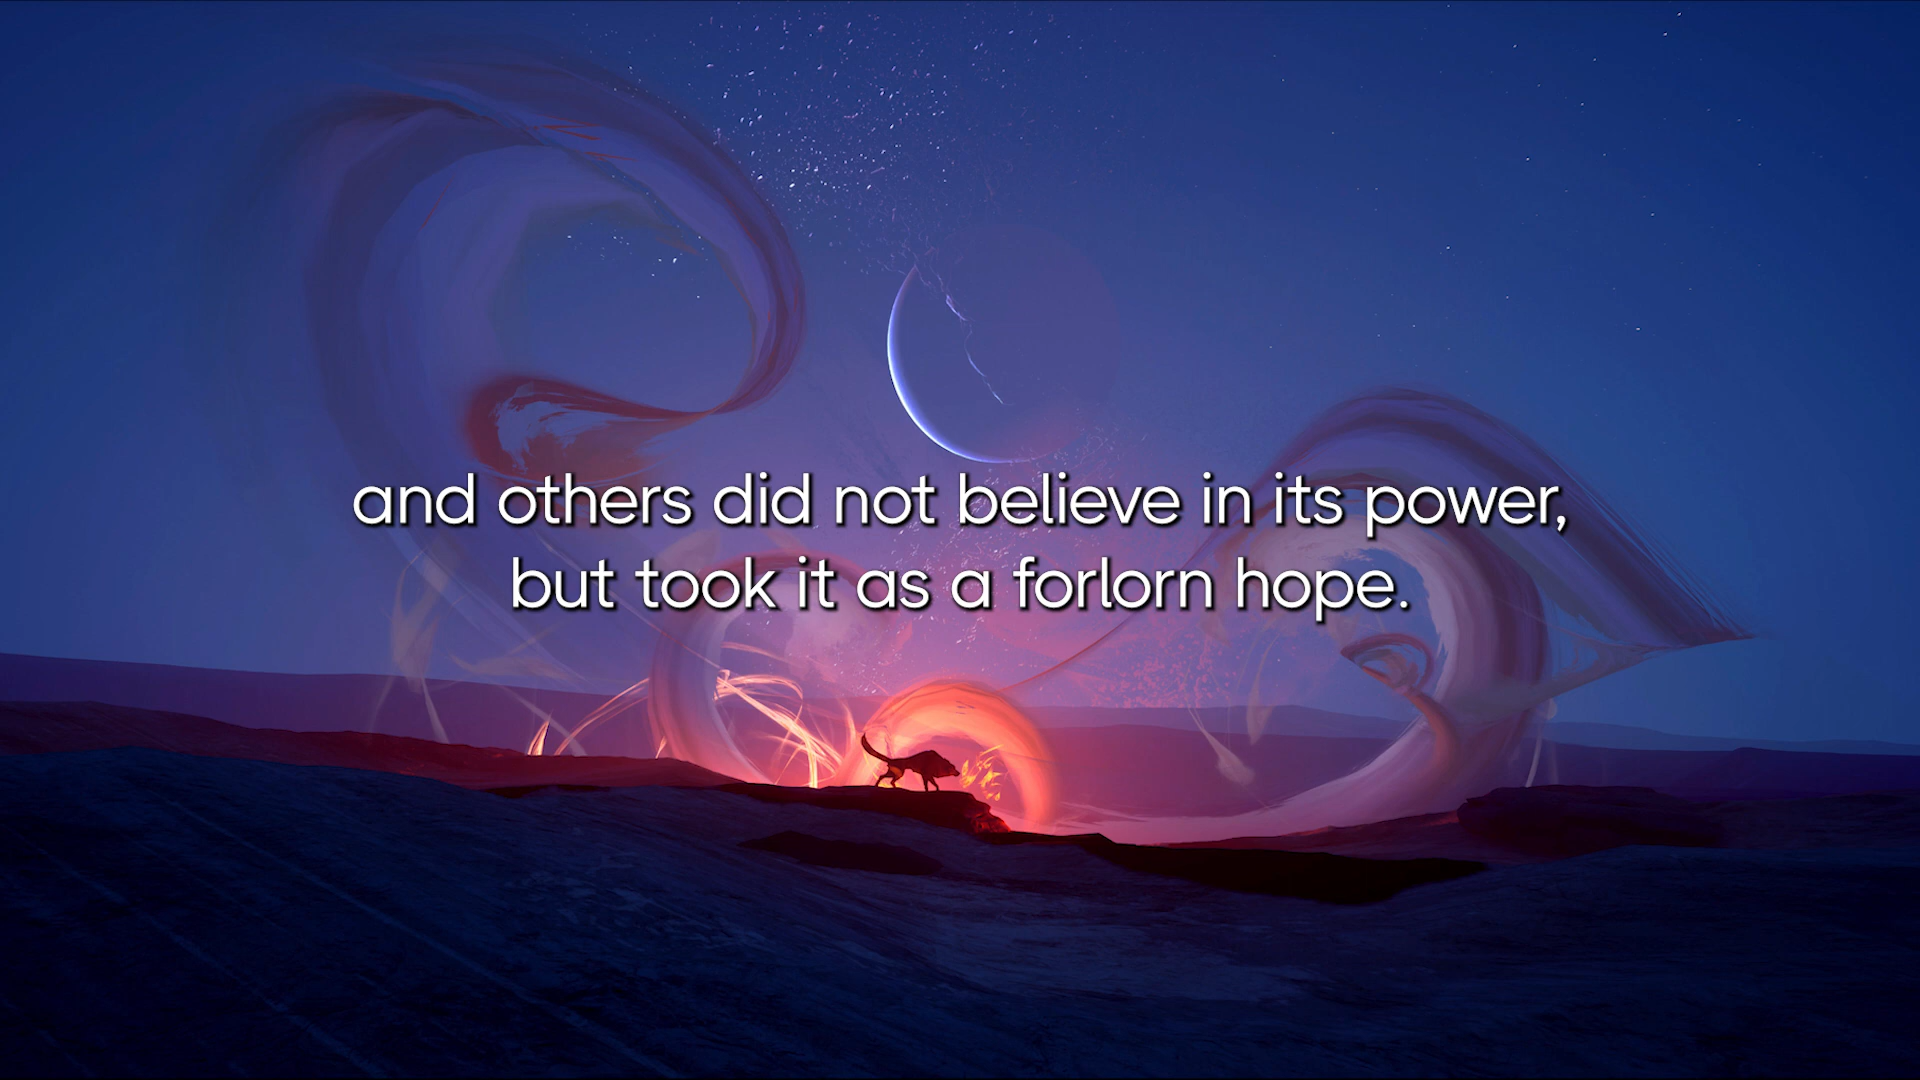 and others did not believe in its power,
but took it as a forlorn hope.